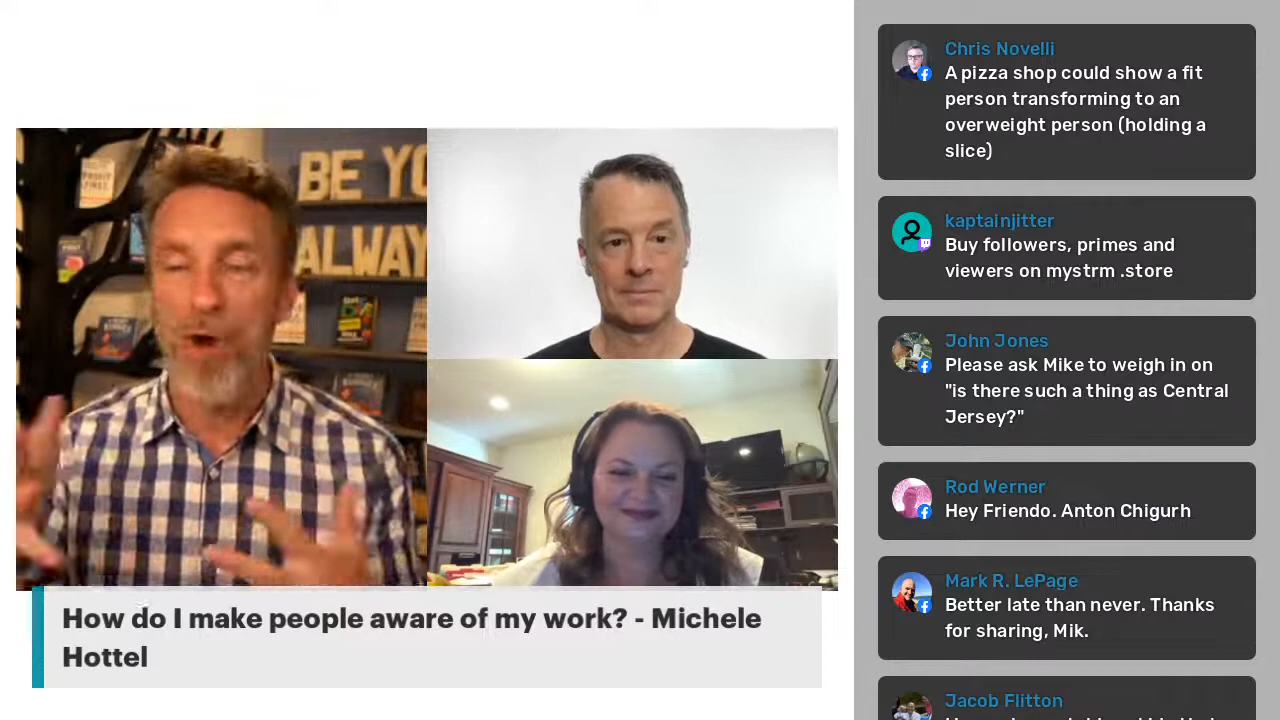 BE YO
ALWAY
PROFIT
FIRST
How do I make people aware of my work? - Michele
Hottel
Chris Novelli
A pizza shop could show a fit
person transforming to an
overweight person (holding a
slice)
kaptainjitter
Buy followers, primes and
viewers on mystrm .store
John Jones
Please ask Mike to weigh in on
"is there such a thing as Central
Jersey?"
Rod Werner
Hey Friendo. Anton Chigurh
Mark R. LePage
Better late than never. Thanks
for sharing, Mik.
Jacob Flitton